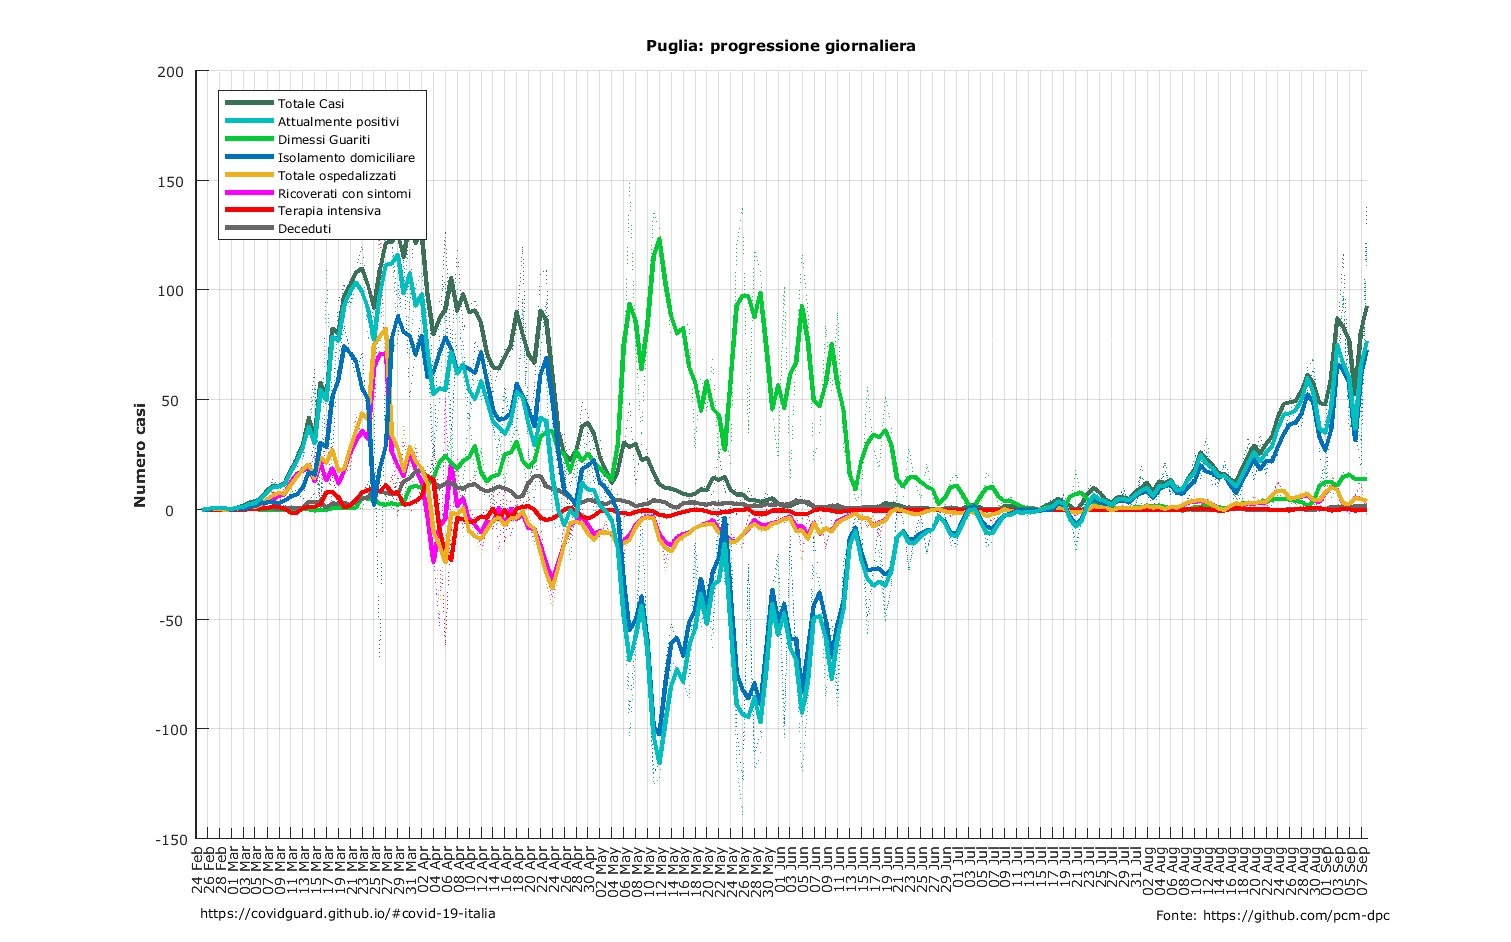 Puglia: progressione giornaliera
Numero casi
200
150
100
50
0
-50
-100
-150
Totale Casi
Attualmente positivi
Dimessi Guariti
Isolamento domiciliare
Totale ospedalizzati
Ricoverati con sintomi
Terapia intensiva
Deceduti
24 Feb
26 Feb
28 Feb
01 Mar
03 Mar
05 Mar
07 Mar
09 Mar
11 Mar
13 Mar
15 Mar
17 Mar
19 Mar
21 Mar
23 Mar
25 Mar
27 Mar
29 Mar
31 Mar
02 Apr
04 Apr
06 Apr
08 Apr
10 Apr
12 Apr
14 Apr
16 Apr
18 Apr
20 Apr
22 Apr
24 Apr
26 Apr
28 Apr
30 Apr
02 May
04 May
06 May
08 May
10 May
12 May
14 May
16 May
18 May
20 May
22 May
24 May
26 May
28 May
30 May
01 Jun
03 Jun
05 Jun
07 Jun
09 Jun
11 Jun
13 Jun
15 Jun
17 Jun
19 Jun
21 Jun
23 Jun
25 Jun
27 Jun
29 Jun
01 Jul
03 Jul
05 Jul
07 Jul
09 Jul
11 Jul
13 Jul
15 Jul
17 Jul
19 Jul
21 Jul
23 Jul
25 Jul
27 Jul
29 Jul
31 Jul
02 Aug
04 Aug
06 Aug
08 Aug
10 Aug
12 Aug
14 Aug
16 Aug
18 Aug
20 Aug
22 Aug
24 Aug
26 Aug
28 Aug
30 Aug
01 Sep
03 Sep
05 Sep
07 Sep
https://covidguard.github.io/#covid-19-italia
Fonte: https://github.com/pcm-dpc